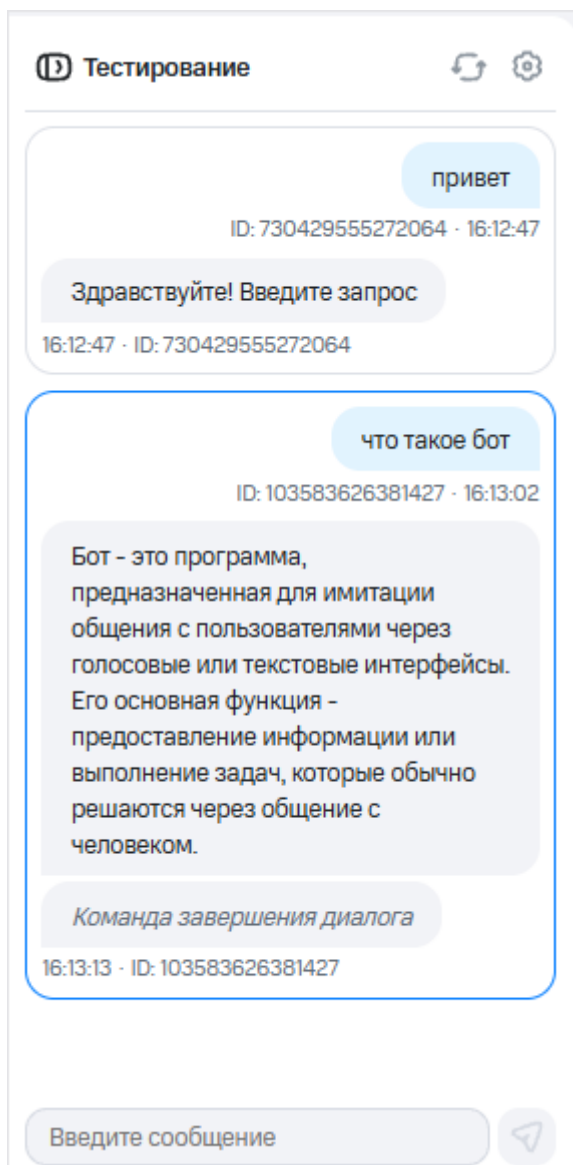 Тестирование
привет
ID: 730429555272064 · 16:12:47
Здравствуйте! Введите запрос
16:12:47 · ID: 730429555272064
что такое бот
ID: 103583626381427 · 16:13:02
Бот - это программа,
предназначенная для имитации
общения с пользователями через
голосовые или текстовые интерфейсы.
Его основная функция -
предоставление информации или
выполнение задач, которые обычно
решаются через общение с
человеком.
Команда завершения диалога
16:13:13 · ID: 103583626381427
Введите сообщение